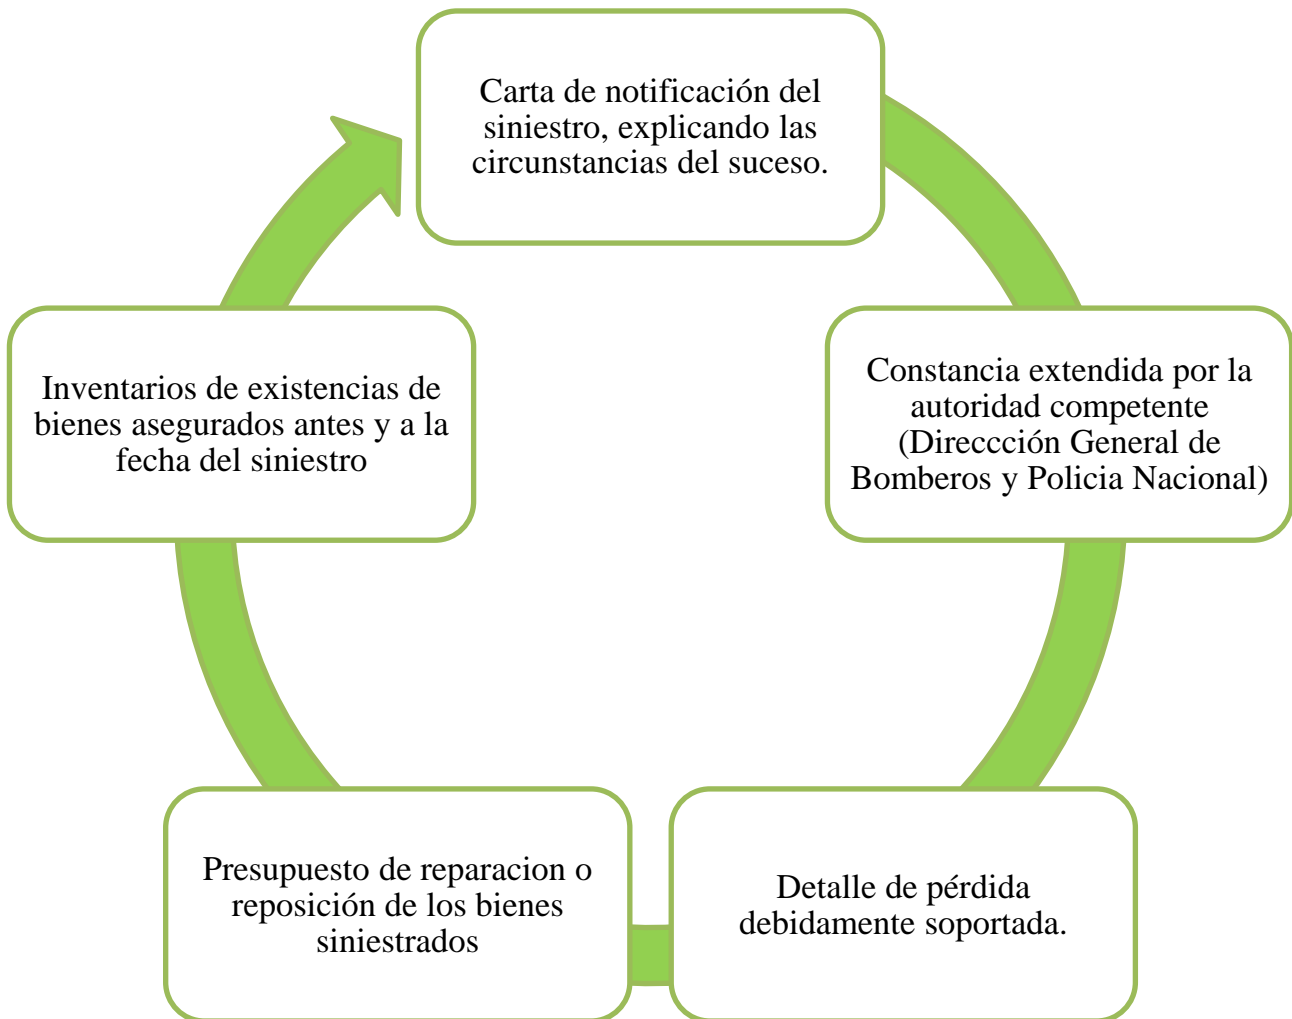 Carta de notificación del
siniestro, explicando las
circunstancias del suceso.
Constancia extendida por la
autoridad competente
(Direccción General de
Bomberos y Policia Nacional)
Detalle de pérdida
debidamente soportada.
Presupuesto de reparacion o
reposición de los bienes
siniestrados
Inventarios de existencias de
bienes asegurados antes y a la
fecha del siniestro